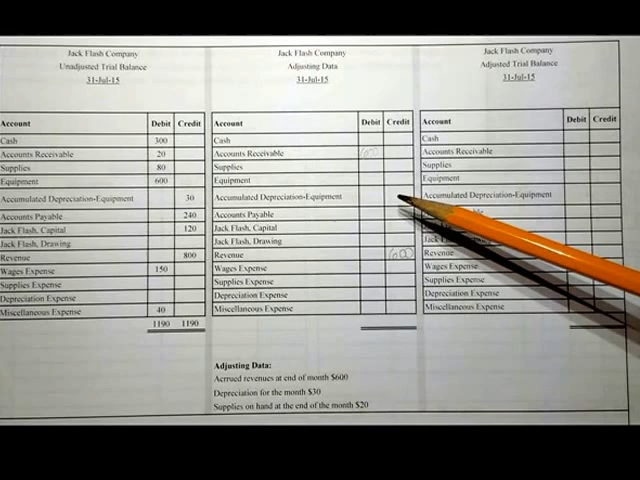 Jack Flash Company
Unadjusted Trial Balance
31-Jul-15
Account Debit Credit
Cash 300
Accounts Receivable 20
Supplies 80
Equipment 600
Accumulated Depreciation-Equipment 30
Accounts Payable 240
Jack Flash, Capital 120
Jack Flash, Drawing
Revenue 800
Wages Expense 150
Supplies Expense
Depreciation Expense
Miscellaneous Expense 40
1190 1190
Jack Flash Company
Adjusting Data
31-Jul-15
Account Debit Credit
Cash
Accounts Receivable 600
Supplies
Equipment
Accumulated Depreciation-Equipment
Accounts Payable
Jack Flash, Capital
Jack Flash, Drawing
Revenue 600
Wages Expense
Supplies Expense
Depreciation Expense
Miscellaneous Expense
Adjusting Data:
Accrued revenues at end of month $600
Depreciation for the month $30
Supplies on hand at the end of the month $20
Jack Flash Company
Adjusted Trial Balance
31-Jul-15
Account Debit Credit
Cash
Accounts Receivable
Supplies
Equipment
Accumulated Depreciation-Equipment
Revenue
Wages Expense
Supplies Expense
Depreciation Expense
Miscellaneous Expense